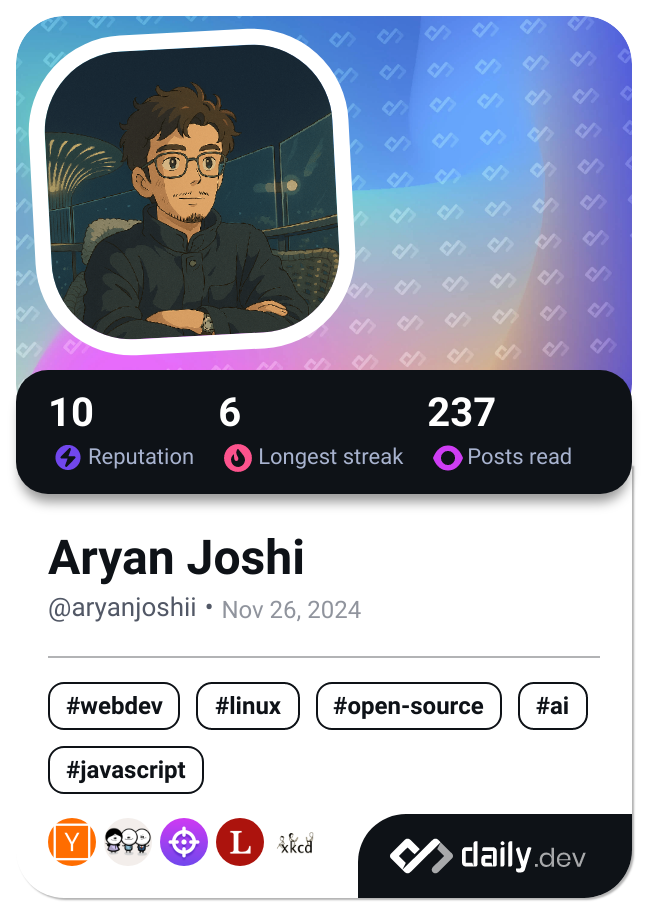 10 6 237
Reputation Longest streak Posts read
Aryan Joshi
@aryanjoshii • Nov 26, 2024
#webdev #linux #open-source #ai
#javascript
Y L xkcd
daily.dev